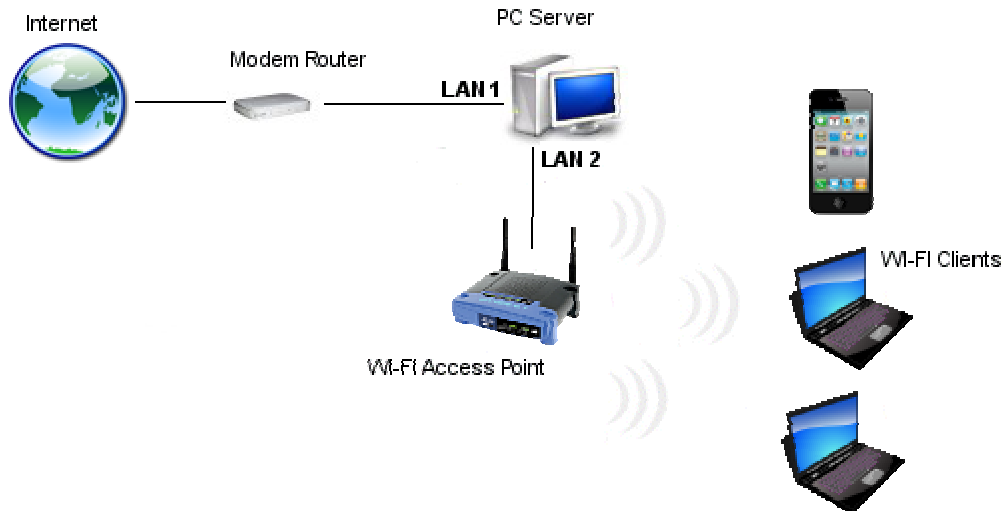 Internet
PC Server
Modem Router
LAN 1
LAN 2
WI-FI Clients
WI-FI Access Point